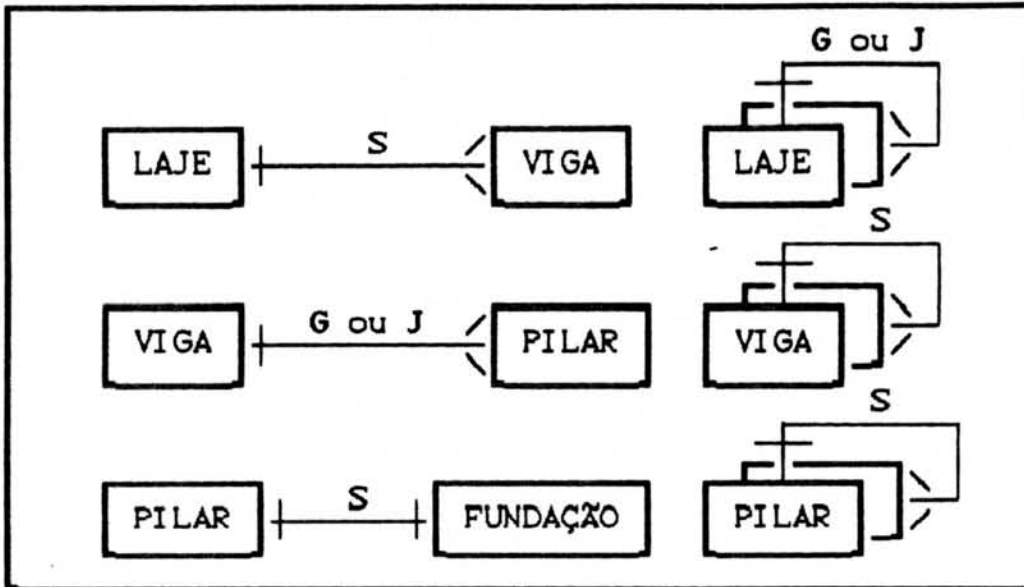 G ou J
LAJE S VIGA LAJE
S
VIGA G ou J PILAR VIGA
S
PILAR S FUNDAÇÃO PILAR